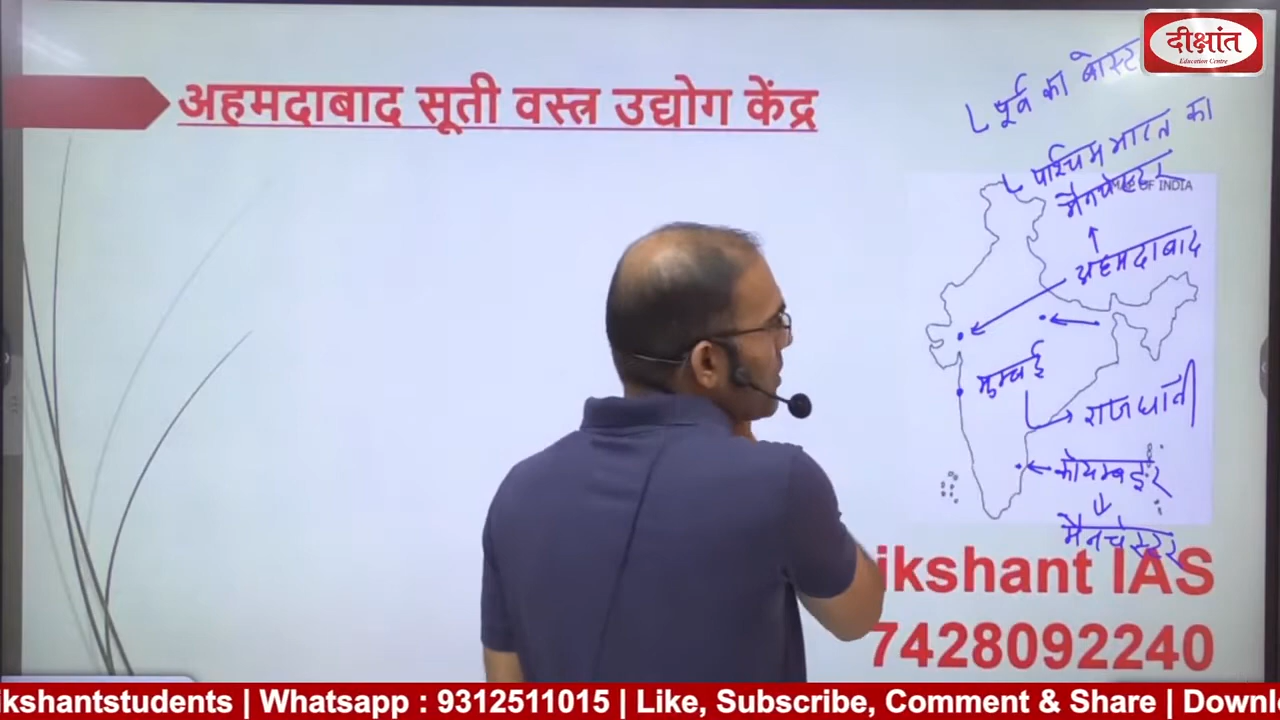 दीक्षांत
Education Centre
अहमदाबाद सूती वस्त्र उद्योग केंद्र
पूर्व का बोस्ट
पश्चिम भारत का
मैनचेस्टर
OF INDIA
अहमदाबाद
मुम्बई
राजधानी
कोयम्बटूर
मैनचेस्टर
ikshant IAS
7428092240
ikshantstudents | Whatsapp : 9312511015 | Like, Subscribe, Comment & Share | Downl